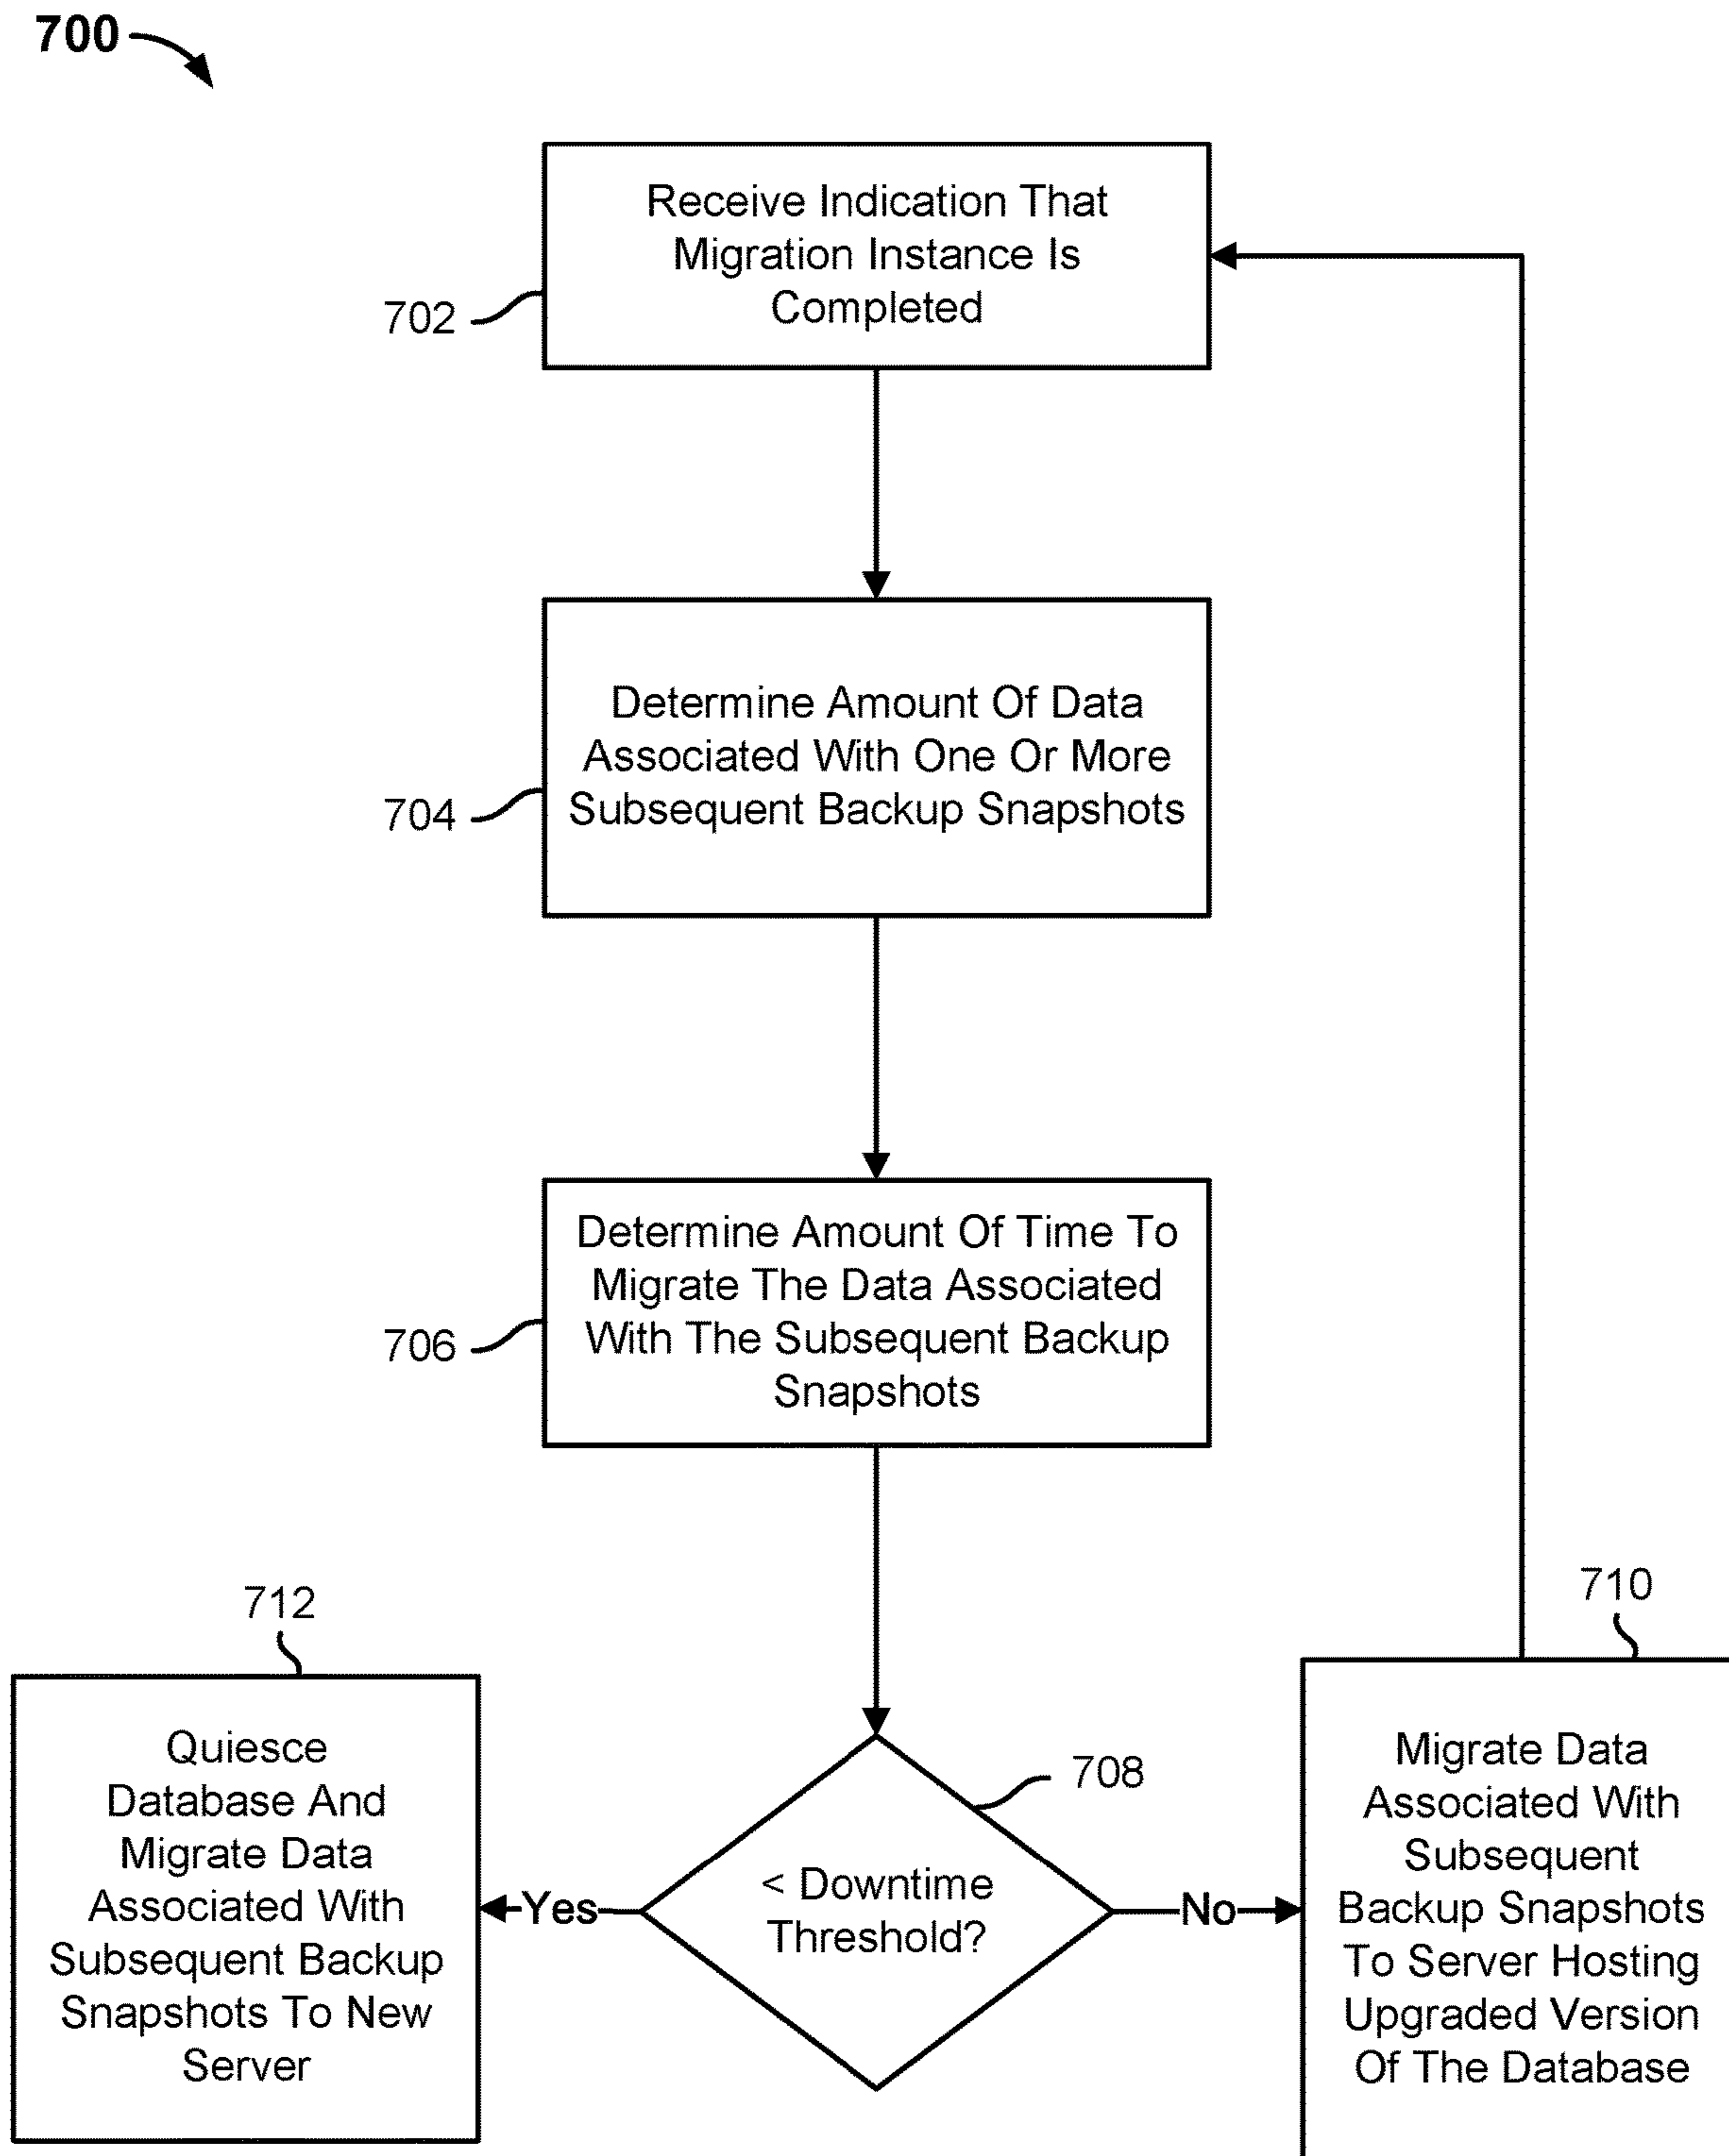 700
Receive Indication That
Migration Instance Is
Completed
702
Determine Amount Of Data
Associated With One Or More
Subsequent Backup Snapshots
704
Determine Amount Of Time To
Migrate The Data Associated
With The Subsequent Backup
Snapshots
706
712
710
Quiesce
Database And
Migrate Data
Associated With
Subsequent Backup
Snapshots To New
Server
Yes
708
< Downtime
Threshold?
No
Migrate Data
Associated With
Subsequent
Backup Snapshots
To Server Hosting
Upgraded Version
Of The Database